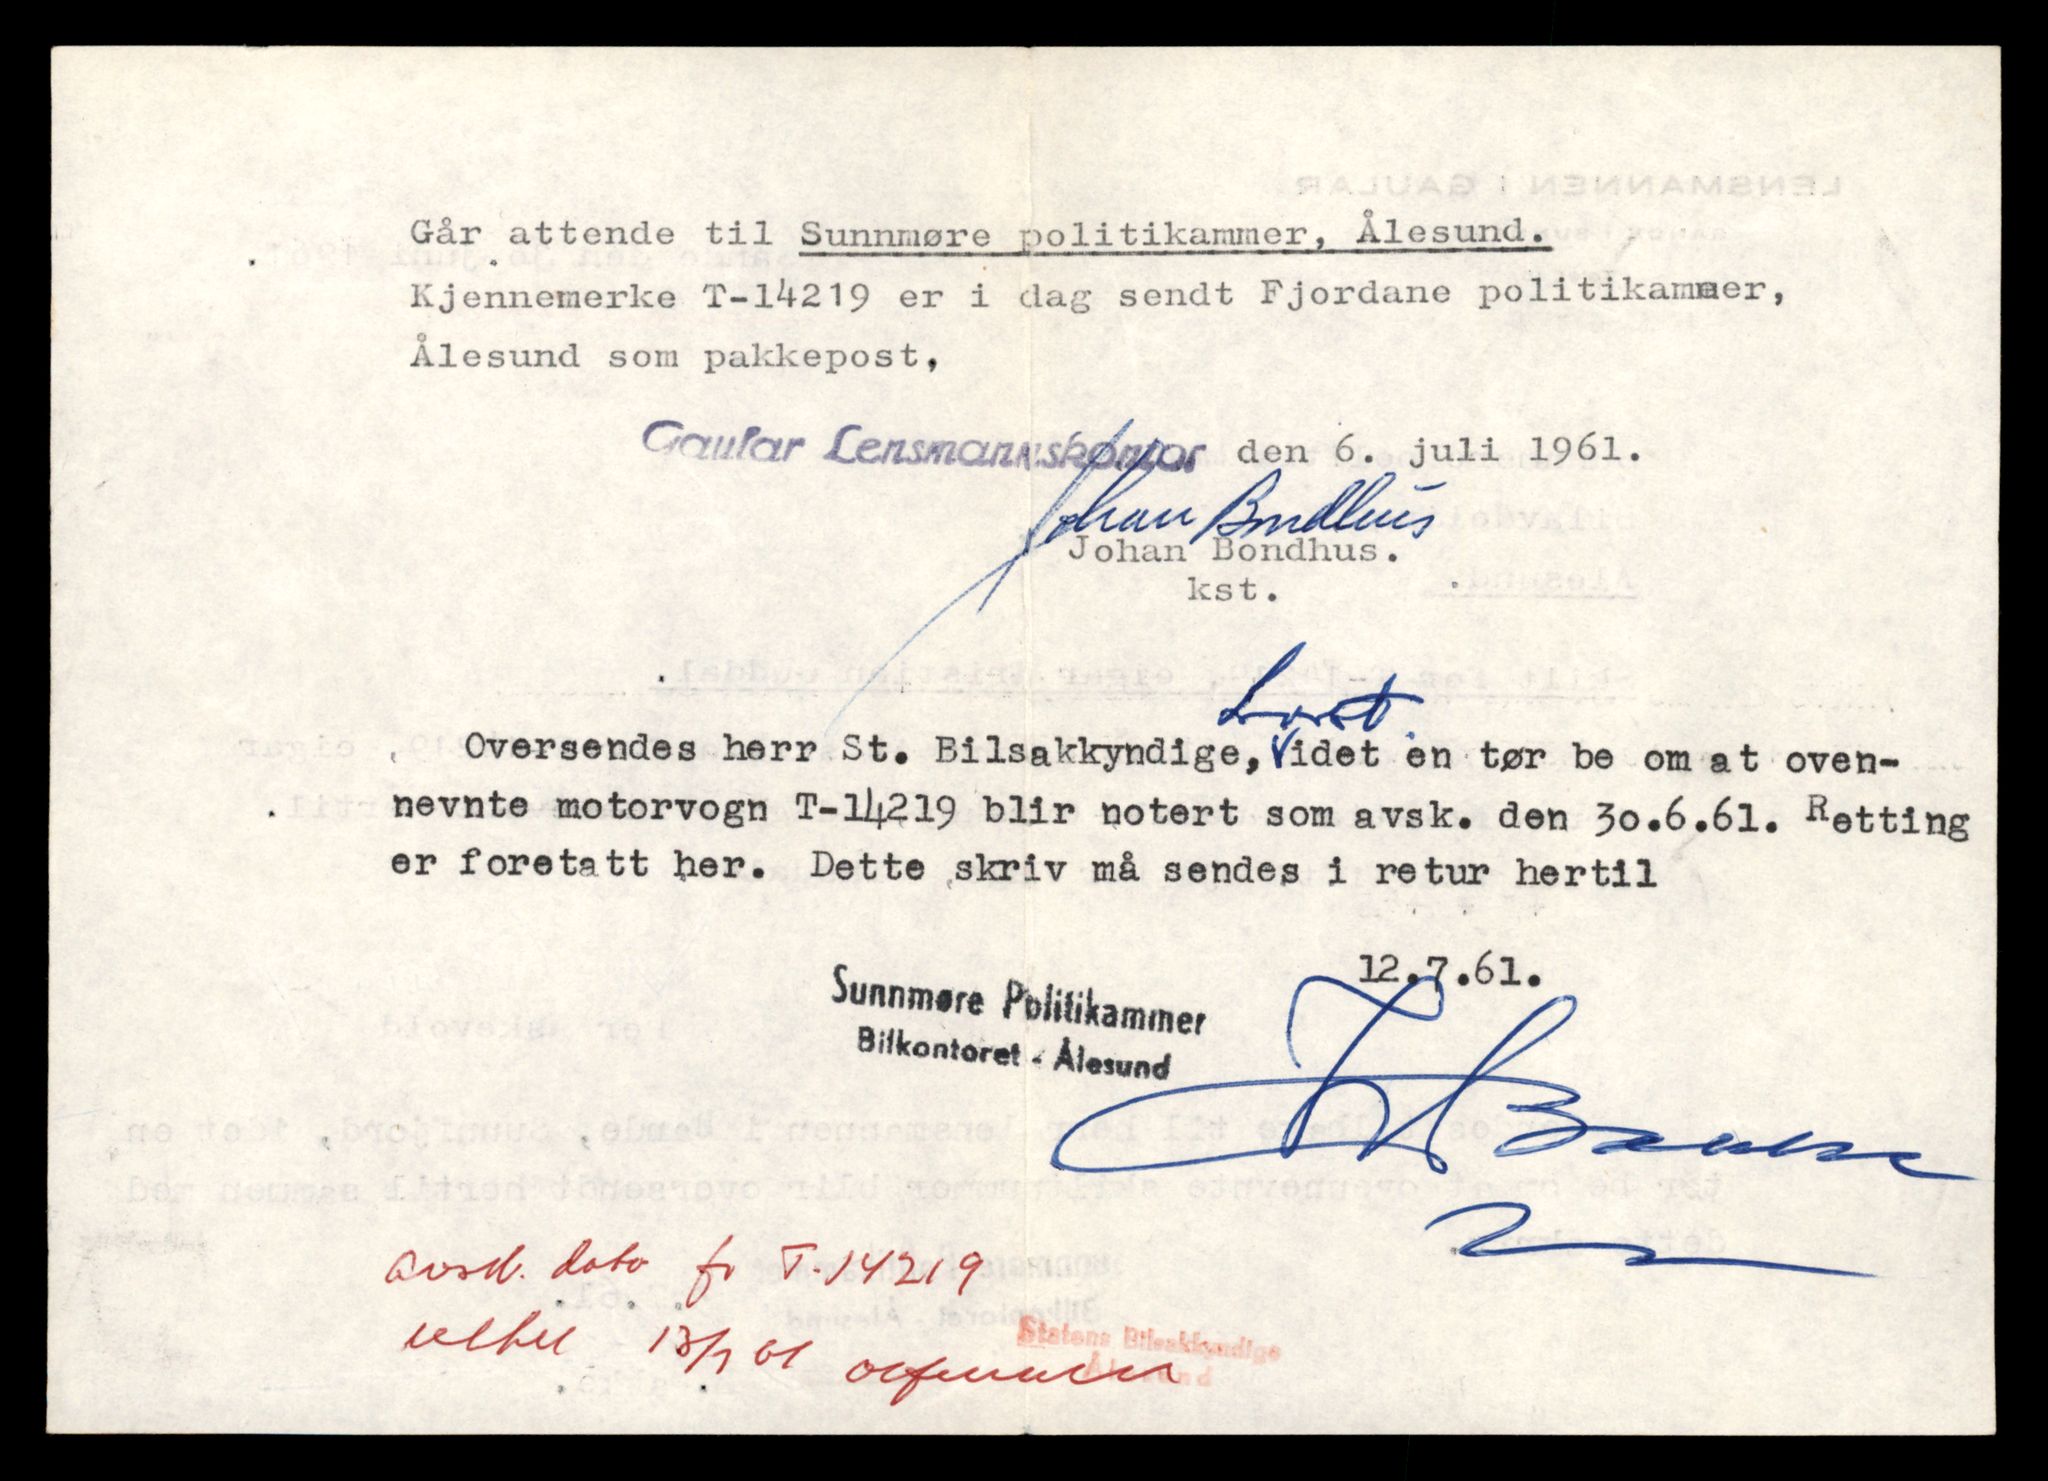 Går attende til Sunnmøre politikammer, Ålesund.
Kjennemerke T-14219 er i dag sendt Fjordane politikammer,
Ålesund som pakkepost,
Gaular Lensmannskontor den 6. juli 1961.
Johan Bondhus
Johan Bondhus.
kst.
Oversendes herr St. Bilsakkyndige, idet en tør be om at oven-
nevnte motorvogn T-14219 blir notert som avsk. den 30.6.61. Retting
er foretatt her. Dette skriv må sendes i retur hertil
12.7.61.
Sunnmøre Politikammer
Bilkontoret - Ålesund
avsk. dato T-14219
13/7 61
Statens Bilsakkyndige
Ålesund